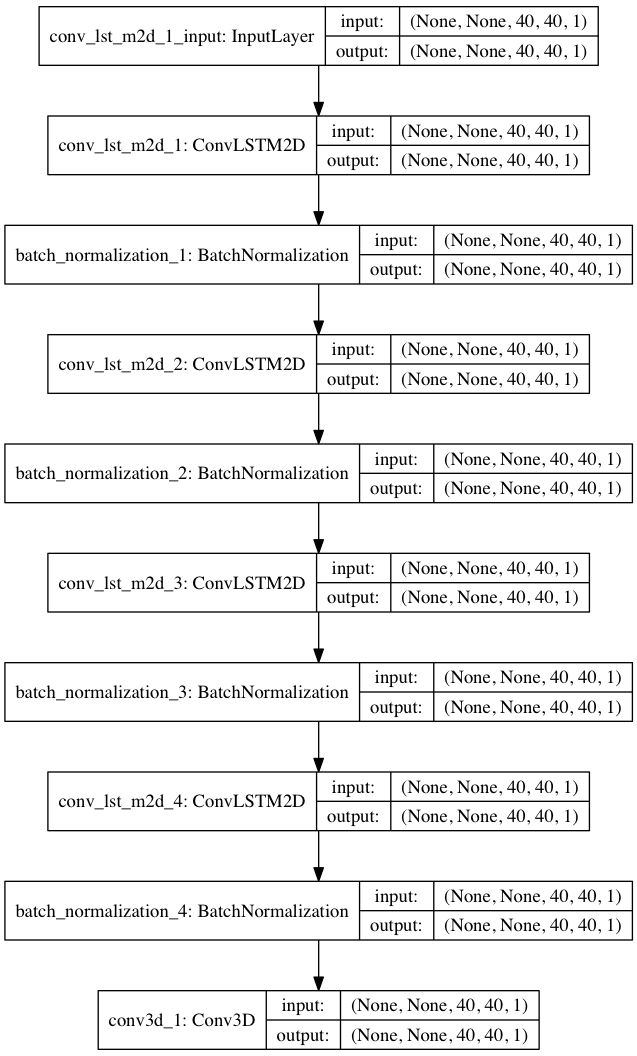 conv_lst_m2d_1_input: InputLayer
input: (None, None, 40, 40, 1)
output: (None, None, 40, 40, 1)
conv_lst_m2d_1: ConvLSTM2D
input: (None, None, 40, 40, 1)
output: (None, None, 40, 40, 1)
batch_normalization_1: BatchNormalization
input: (None, None, 40, 40, 1)
output: (None, None, 40, 40, 1)
conv_lst_m2d_2: ConvLSTM2D
input: (None, None, 40, 40, 1)
output: (None, None, 40, 40, 1)
batch_normalization_2: BatchNormalization
input: (None, None, 40, 40, 1)
output: (None, None, 40, 40, 1)
conv_lst_m2d_3: ConvLSTM2D
input: (None, None, 40, 40, 1)
output: (None, None, 40, 40, 1)
batch_normalization_3: BatchNormalization
input: (None, None, 40, 40, 1)
output: (None, None, 40, 40, 1)
conv_lst_m2d_4: ConvLSTM2D
input: (None, None, 40, 40, 1)
output: (None, None, 40, 40, 1)
batch_normalization_4: BatchNormalization
input: (None, None, 40, 40, 1)
output: (None, None, 40, 40, 1)
conv3d_1: Conv3D
input: (None, None, 40, 40, 1)
output: (None, None, 40, 40, 1)